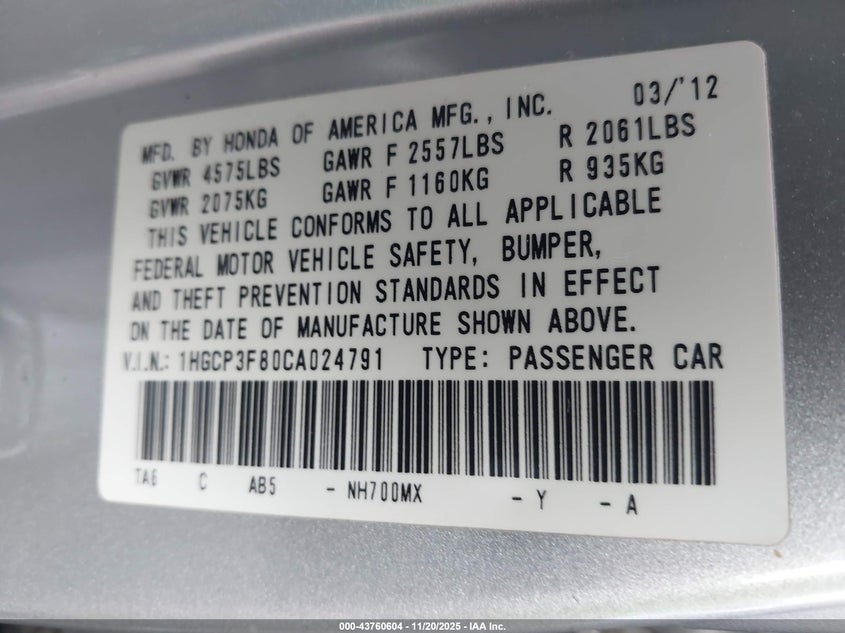 MFD. BY HONDA OF AMERICA MFG., INC. 03/'12
GVWR 4575LBS GAWR F 2557LBS R 2061LBS
GVWR 2075KG GAWR F 1160KG R 935KG
THIS VEHICLE CONFORMS TO ALL APPLICABLE
FEDERAL MOTOR VEHICLE SAFETY, BUMPER,
AND THEFT PREVENTION STANDARDS IN EFFECT
ON THE DATE OF MANUFACTURE SHOWN ABOVE.
V.I.N.: 1HGCP3F80CA024791 TYPE: PASSENGER CAR
TA6 C AB5 - NH700MX - Y - A
000-43760604 - 11/20/2025 - IAA Inc.